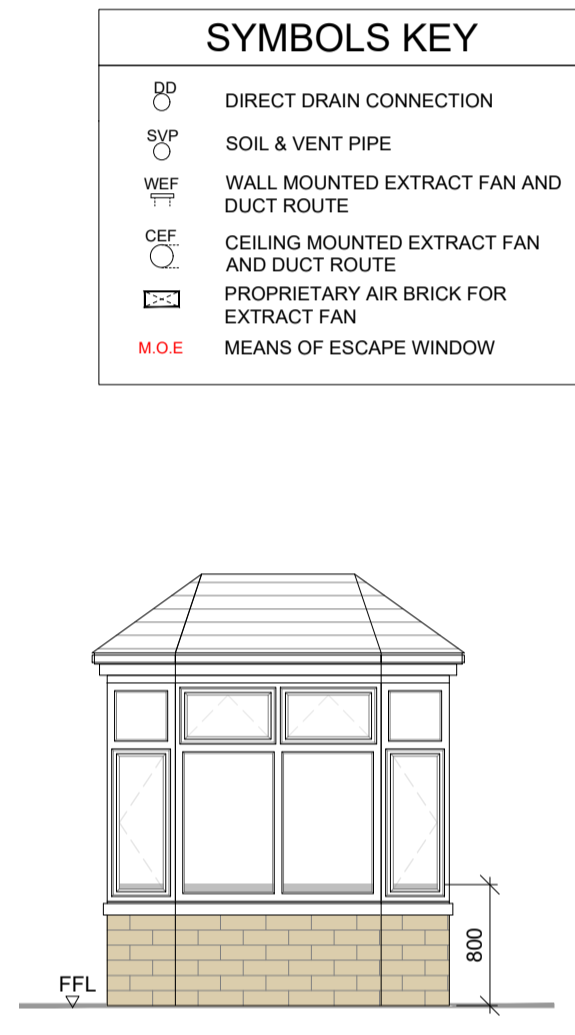 SYMBOLS KEY
DD
DIRECT DRAIN CONNECTION
SVP
SOIL & VENT PIPE
WEF
WALL MOUNTED EXTRACT FAN AND
DUCT ROUTE
CEF
CEILING MOUNTED EXTRACT FAN
AND DUCT ROUTE
PROPRIETARY AIR BRICK FOR
EXTRACT FAN
M.O.E
MEANS OF ESCAPE WINDOW
800
FFL